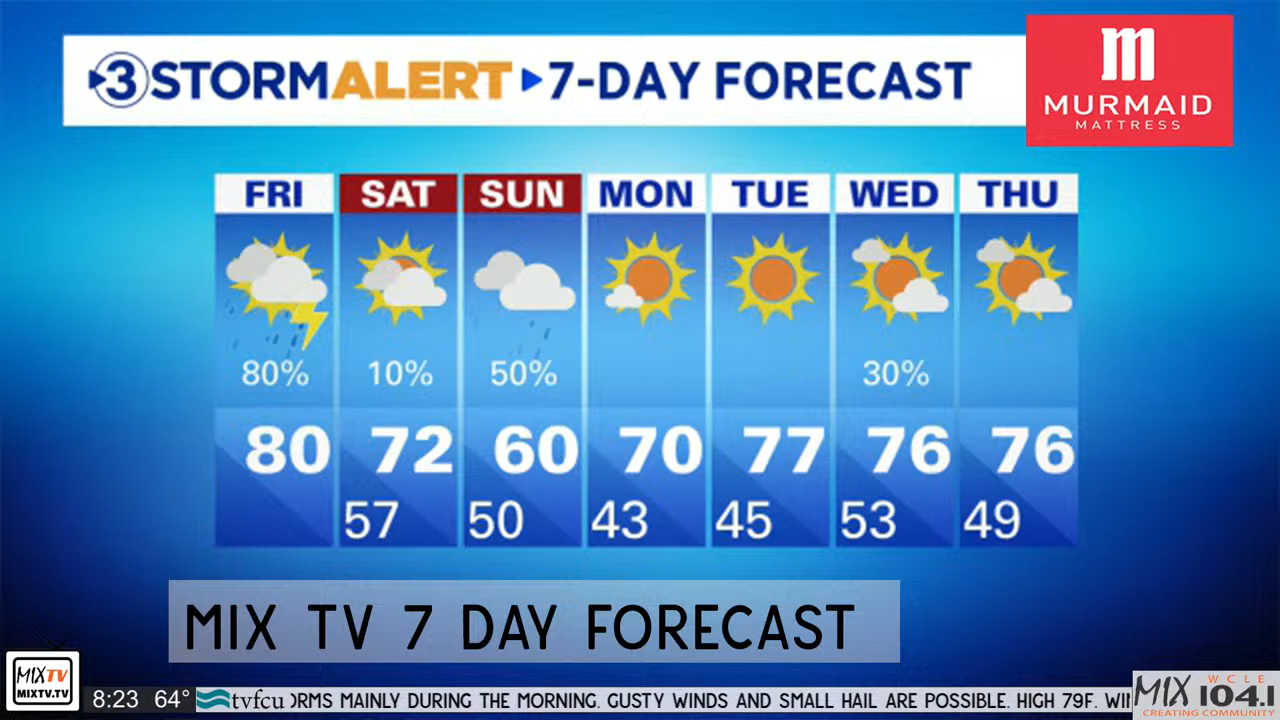 3 STORMALERT 7-DAY FORECAST
m
MURMAID
MATTRESS
FRI SAT SUN MON TUE WED THU
80% 10% 50% 30%
80 72 60 70 77 76 76
57 50 43 45 53 49
MIX TV 7 DAY FORECAST
MIXTV
MIXTV.TV
8:23 64° tvfcu ORMS MAINLY DURING THE MORNING. GUSTY WINDS AND SMALL HAIL ARE POSSIBLE. HIGH 79F. WIN
WCLE
MIX 104.1
CREATING COMMUNITY